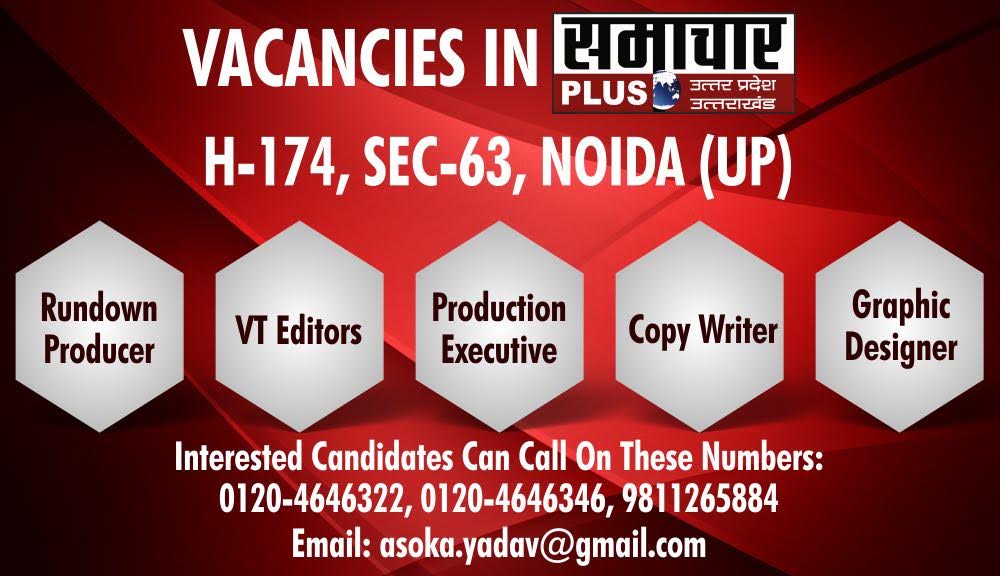 VACANCIES IN समाचार
PLUS उत्तर प्रदेश
उत्तराखंड
H-174, SEC-63, NOIDA (UP)
Rundown
Producer
VT Editors
Production
Executive
Copy Writer
Graphic
Designer
Interested Candidates Can Call On These Numbers:
0120-4646322, 0120-4646346, 9811265884
Email: asoka.yadav@gmail.com